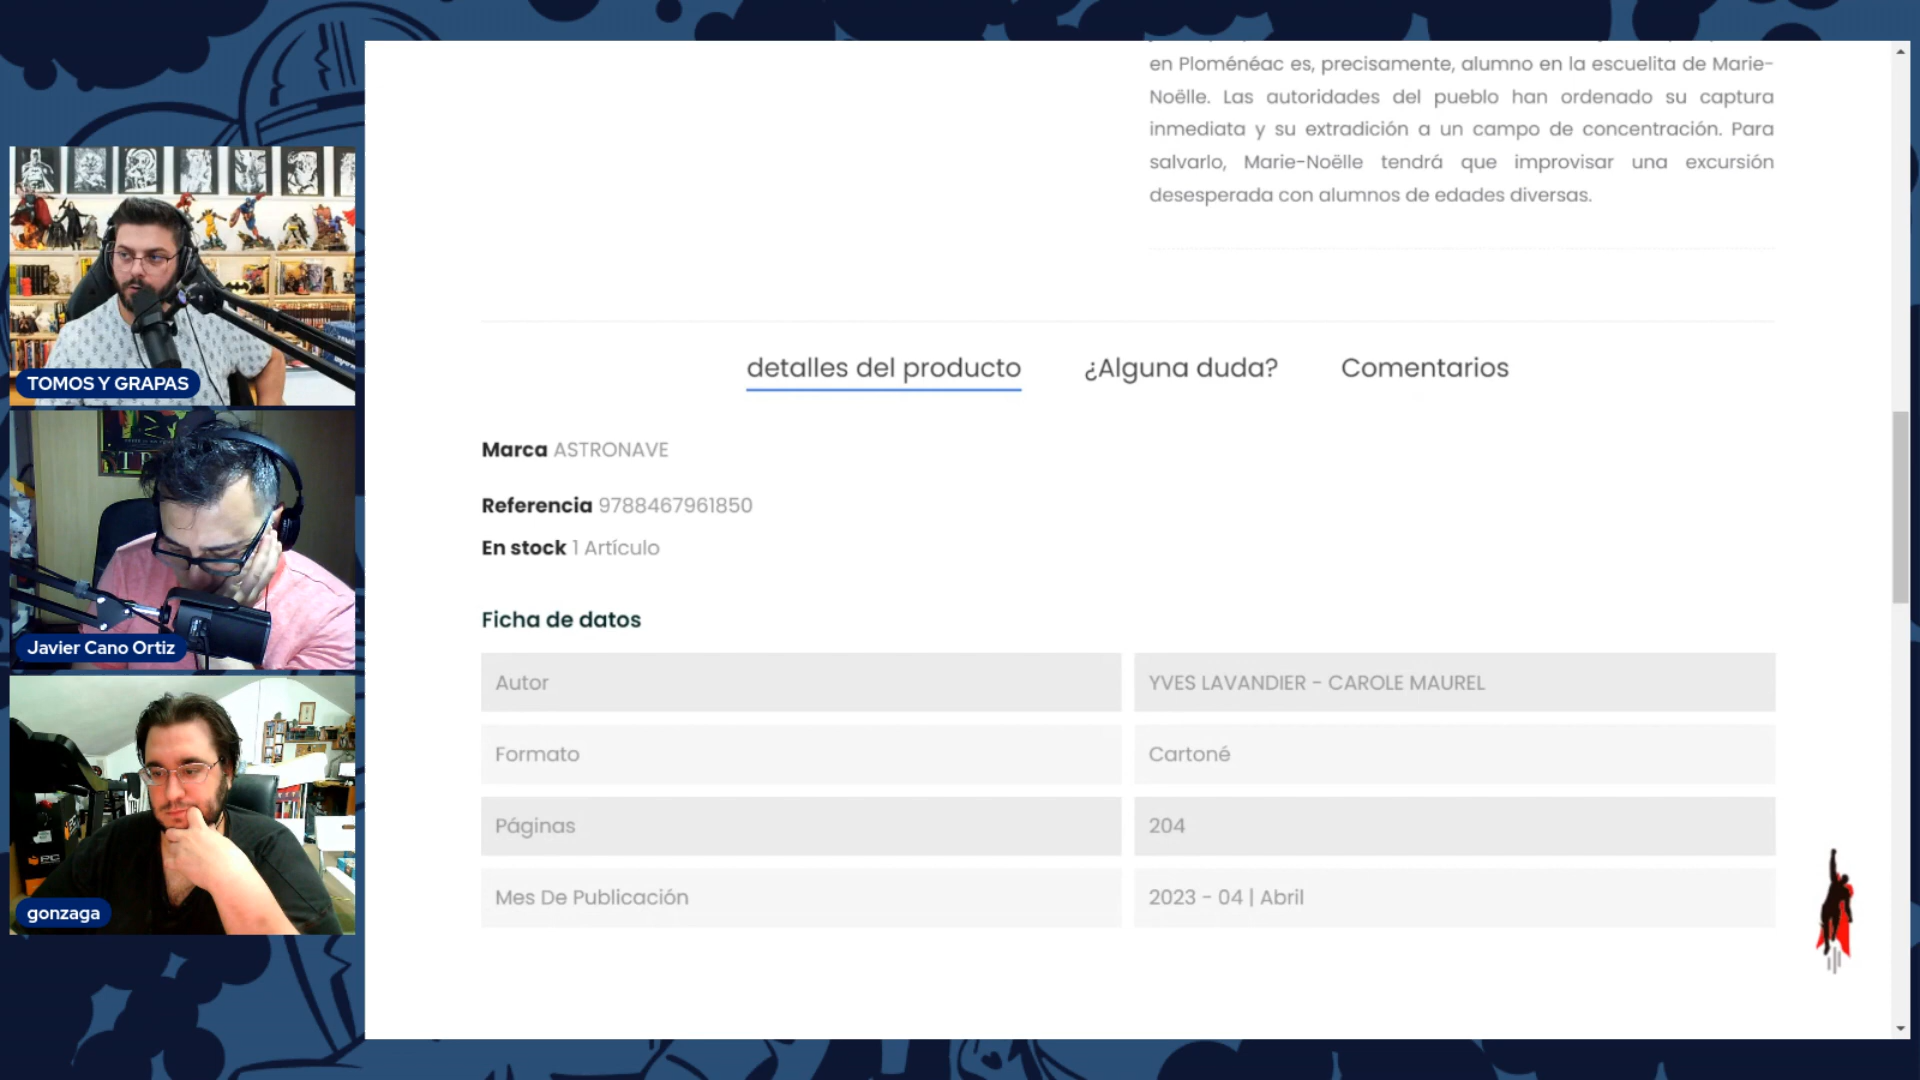 en Ploménéac es, precisamente, alumno en la escuelita de Marie-
Noëlle. Las autoridades del pueblo han ordenado su captura
inmediata y su extradición a un campo de concentración. Para
salvarlo, Marie-Noëlle tendrá que improvisar una excursión
desesperada con alumnos de edades diversas.
detalles del producto
¿Alguna duda?
Comentarios
Marca ASTRONAVE
Referencia 9788467961850
En stock 1 Artículo
Ficha de datos
Autor
YVES LAVANDIER - CAROLE MAUREL
Formato
Cartoné
Páginas
204
Mes De Publicación
2023 - 04 | Abril
TOMOS Y GRAPAS
Javier Cano Ortiz
gonzaga